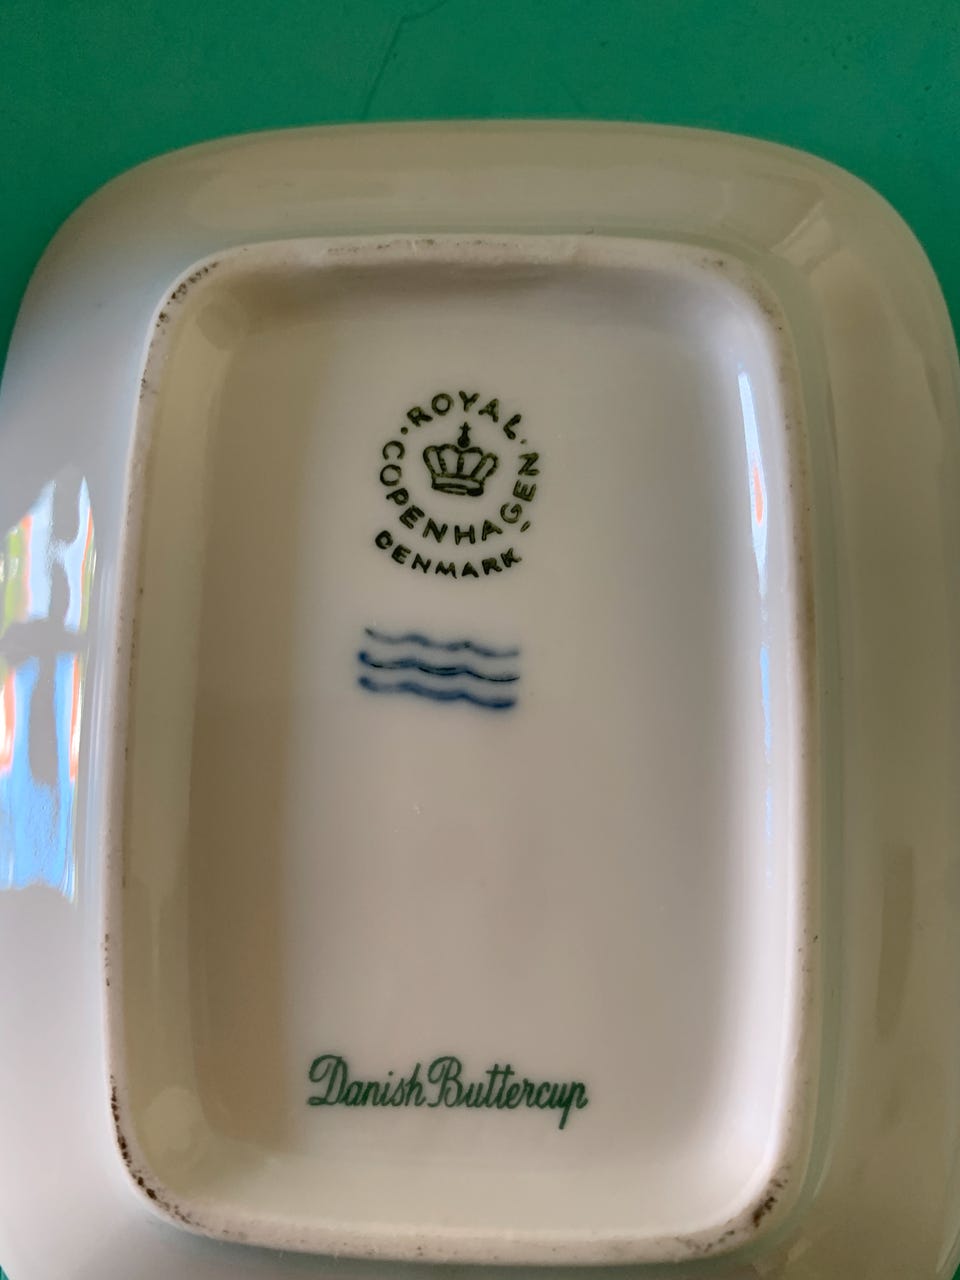 ROYAL
COPENHAGEN
DENMARK
Danish Buttercup